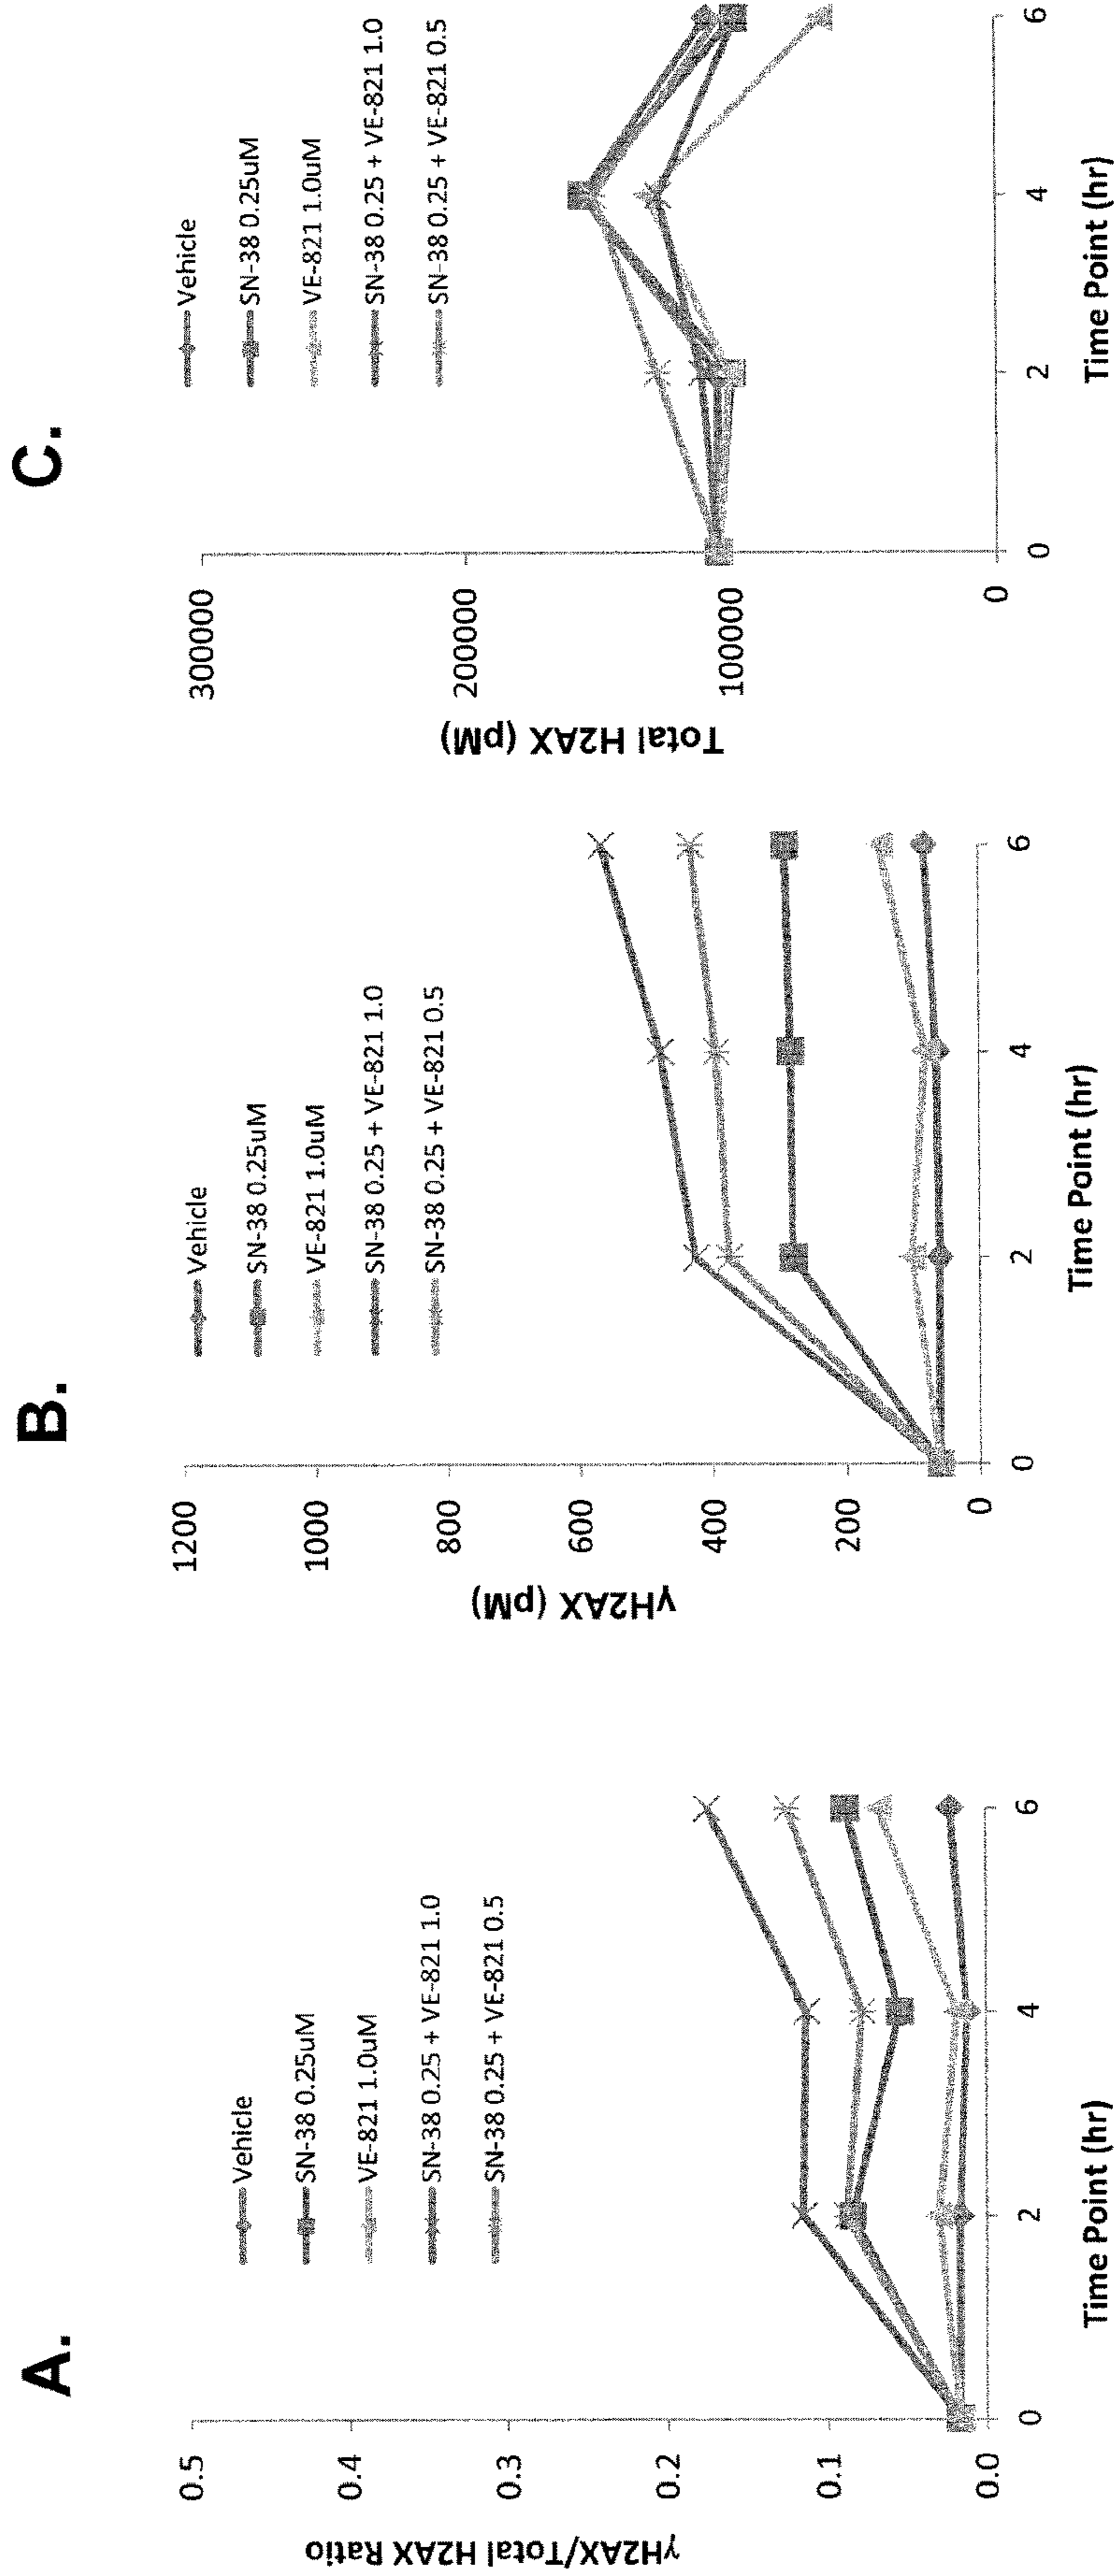 A.
γH2AX/Total H2AX Ratio
0.5
0.4
0.3
0.2
0.1
0.0
Vehicle
SN-38 0.25uM
VE-821 1.0uM
SN-38 0.25 + VE-821 1.0
SN-38 0.25 + VE-821 0.5
0 2 4 6
Time Point (hr)
B.
γH2AX (pM)
1200
1000
800
600
400
200
0
Vehicle
SN-38 0.25uM
VE-821 1.0uM
SN-38 0.25 + VE-821 1.0
SN-38 0.25 + VE-821 0.5
0 2 4 6
Time Point (hr)
C.
Total H2AX (pM)
300000
200000
100000
0
Vehicle
SN-38 0.25uM
VE-821 1.0uM
SN-38 0.25 + VE-821 1.0
SN-38 0.25 + VE-821 0.5
0 2 4 6
Time Point (hr)